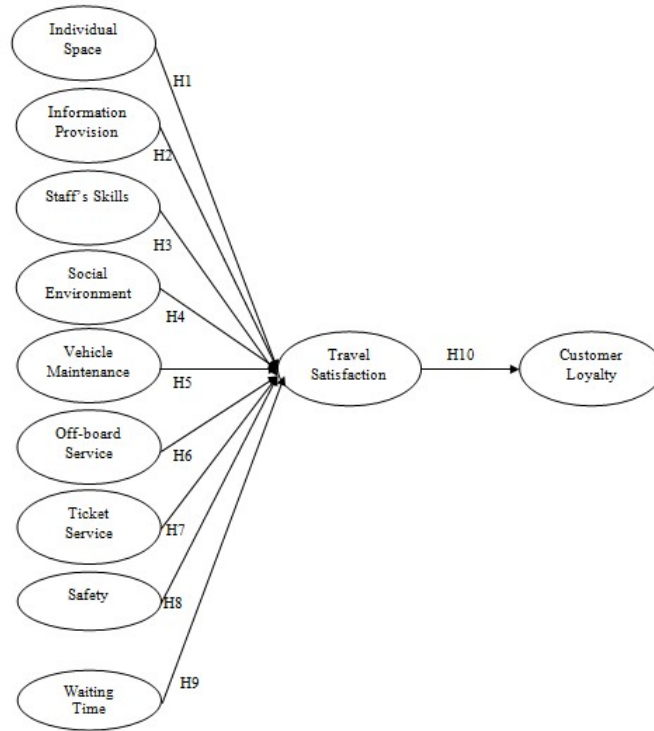 Individual
Space
H1
Information
Provision
H2
Staff's Skills
H3
Social
Environment
H4
Vehicle
Maintenance
H5
Travel
Satisfaction
H10
Customer
Loyalty
Off-board
Service
H6
Ticket
Service
H7
Safety
H8
Waiting
Time
H9